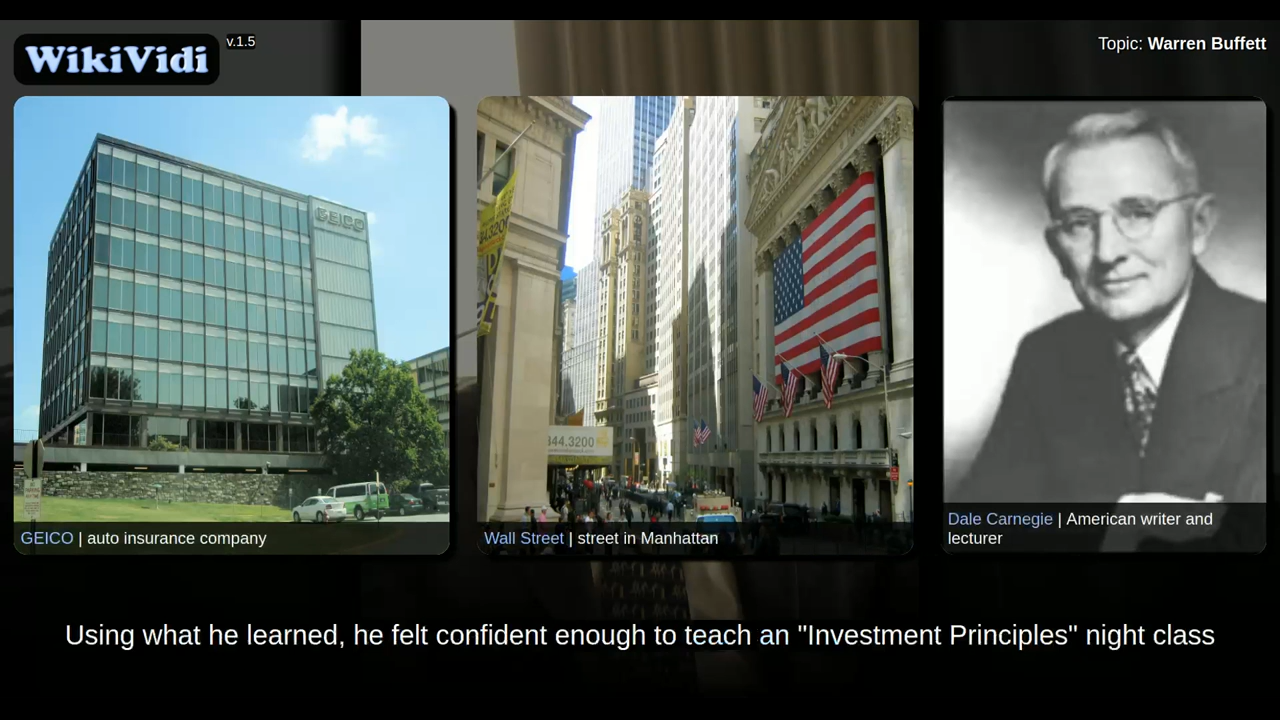 WikiVidi
v.1.5
Topic: Warren Buffett
GEICO
344.3200
GEICO | auto insurance company
Wall Street | street in Manhattan
Dale Carnegie | American writer and
lecturer
Using what he learned, he felt confident enough to teach an "Investment Principles" night class